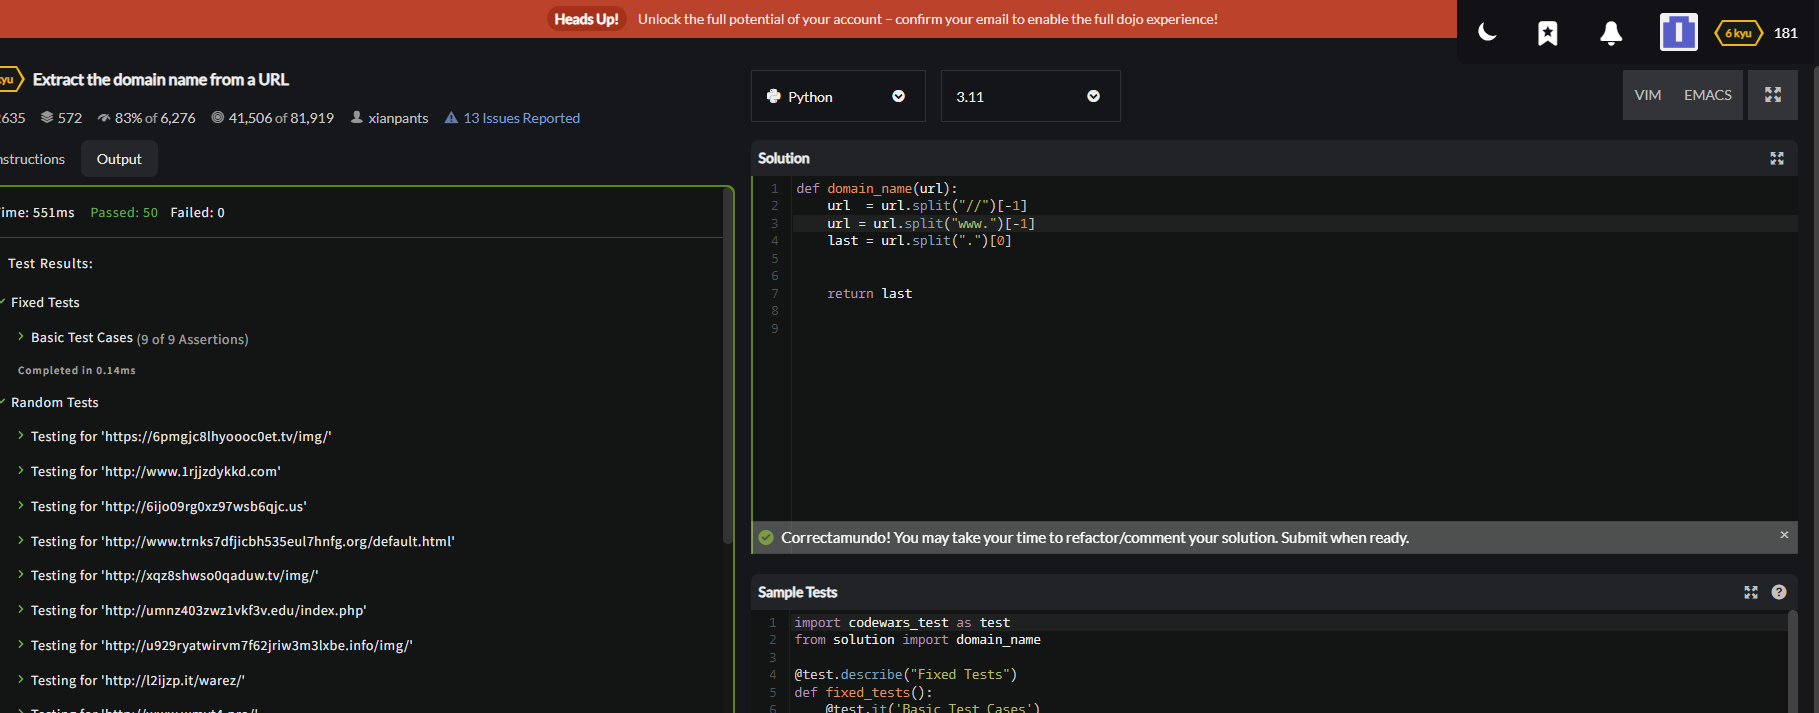 Heads Up! Unlock the full potential of your account – confirm your email to enable the full dojo experience!
6 kyu 181
kyu Extract the domain name from a URL
635 572 83% of 6,276 41,506 of 81,919 xianpants 13 Issues Reported
nstructions Output
ime: 551ms Passed: 50 Failed: 0
Test Results:
Fixed Tests
Basic Test Cases (9 of 9 Assertions)
Completed in 0.14ms
Random Tests
Testing for 'https://6pmgjc8lhyoooc0et.tv/img/'
Testing for 'http://www.1rjjzdykkd.com'
Testing for 'http://6ijo09rg0xz97wsb6qjc.us'
Testing for 'http://www.trnks7dfjicbh535eul7hnfg.org/default.html'
Testing for 'http://xqz8shwso0qaduw.tv/img/'
Testing for 'http://umnz403zwz1vkf3v.edu/index.php'
Testing for 'http://u929ryatwirvm7f62jriw3m3lxbe.info/img/'
Testing for 'http://l2ijzp.it/warez/'
Python 3.11 VIM EMACS
Solution
1 def domain_name(url):
2 url  = url.split("//")[-1]
3 url = url.split("www.")[-1]
4 last = url.split(".")[0]
5
6
7 return last
8
9
Correctamundo! You may take your time to refactor/comment your solution. Submit when ready. ×
Sample Tests ?
1 import codewars_test as test
2 from solution import domain_name
3
4 @test.describe("Fixed Tests")
5 def fixed_tests():
6 @test.it('Basic Test Cases')